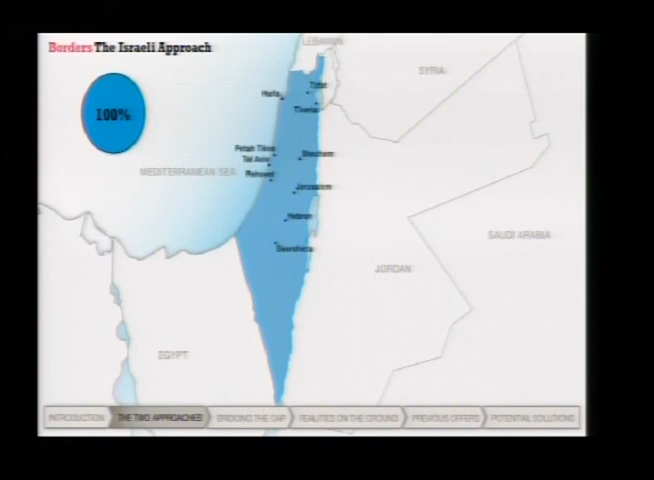 Borders The Israeli Approach
100%
LEBANON
SYRIA
Tzfat
Haifa
Tiveria
Petah Tikva
Tel Aviv
Shechem
MEDITERRANEAN SEA
Rehovot
Jerusalem
Hebron
SAUDI ARABIA
Beersheba
JORDAN
EGYPT
INTRODUCTION
THE TWO APPROACHES
BRIDGING THE GAP
REALITIES ON THE GROUND
PREVIOUS OFFERS
POTENTIAL SOLUTIONS